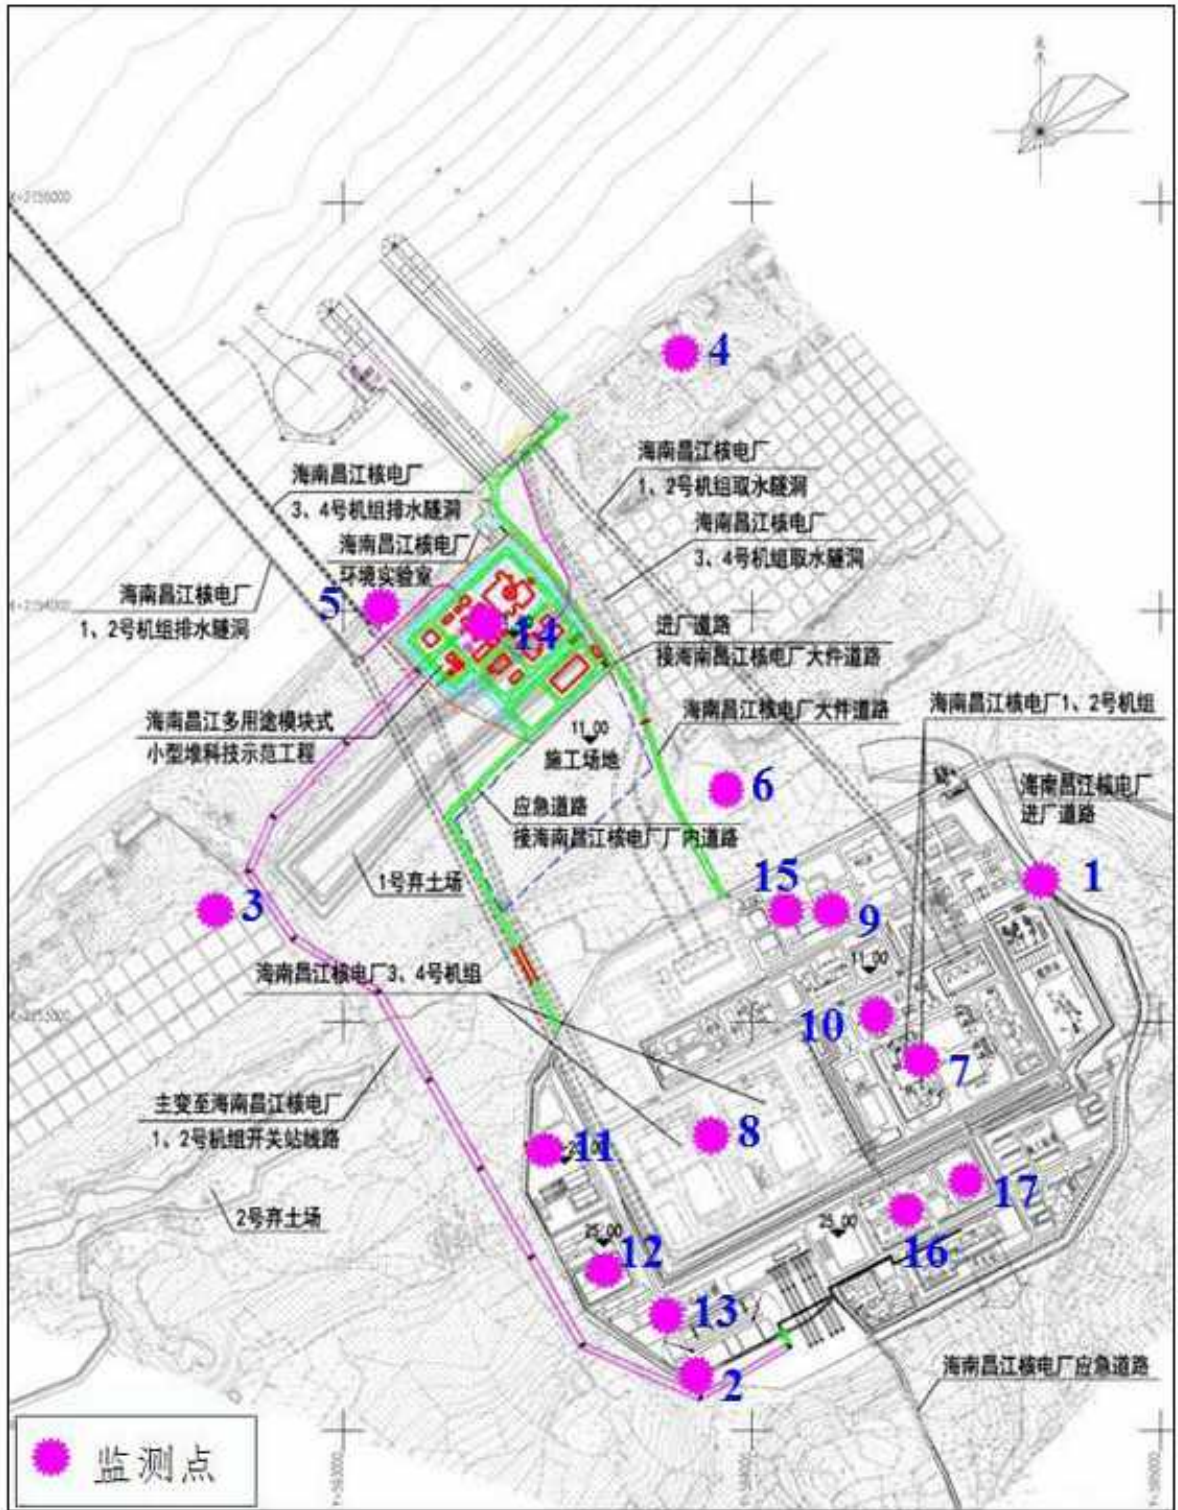 北
X=2155000
4
海南昌江核电厂
1、2号机组取水隧洞
海南昌江核电厂
3、4号机组排水隧洞
海南昌江核电厂
3、4号机组取水隧洞
海南昌江核电厂
环境实验室
海南昌江核电厂
1、2号机组排水隧洞
5
14
进厂道路
接海南昌江核电厂大件道路
海南昌江核电厂大件道路
海南昌江核电厂1、2号机组
海南昌江多用途模块式
小型堆科技示范工程
11.00
施工场地
6
海南昌江核电厂
进厂道路
应急道路
接海南昌江核电厂厂内道路
1号弃土场
3
15
9
1
11.00
海南昌江核电厂3、4号机组
10
7
主变至海南昌江核电厂
1、2号机组开关站线路
8
11
17
2号弃土场
25.00
12
25.00
16
13
2
海南昌江核电厂应急道路
监测点